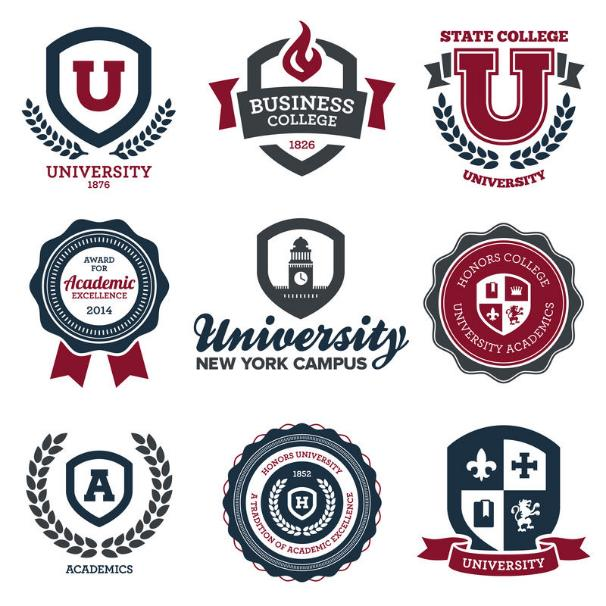 U
UNIVERSITY
1876
BUSINESS
COLLEGE
1826
STATE COLLEGE
U
UNIVERSITY
AWARD
FOR
Academic
EXCELLENCE
2014
University
NEW YORK CAMPUS
HONORS COLLEGE
UNIVERSITY ACADEMICS
A
ACADEMICS
HONORS UNIVERSITY
1852
H
A TRADITION OF ACADEMIC EXCELLENCE
UNIVERSITY